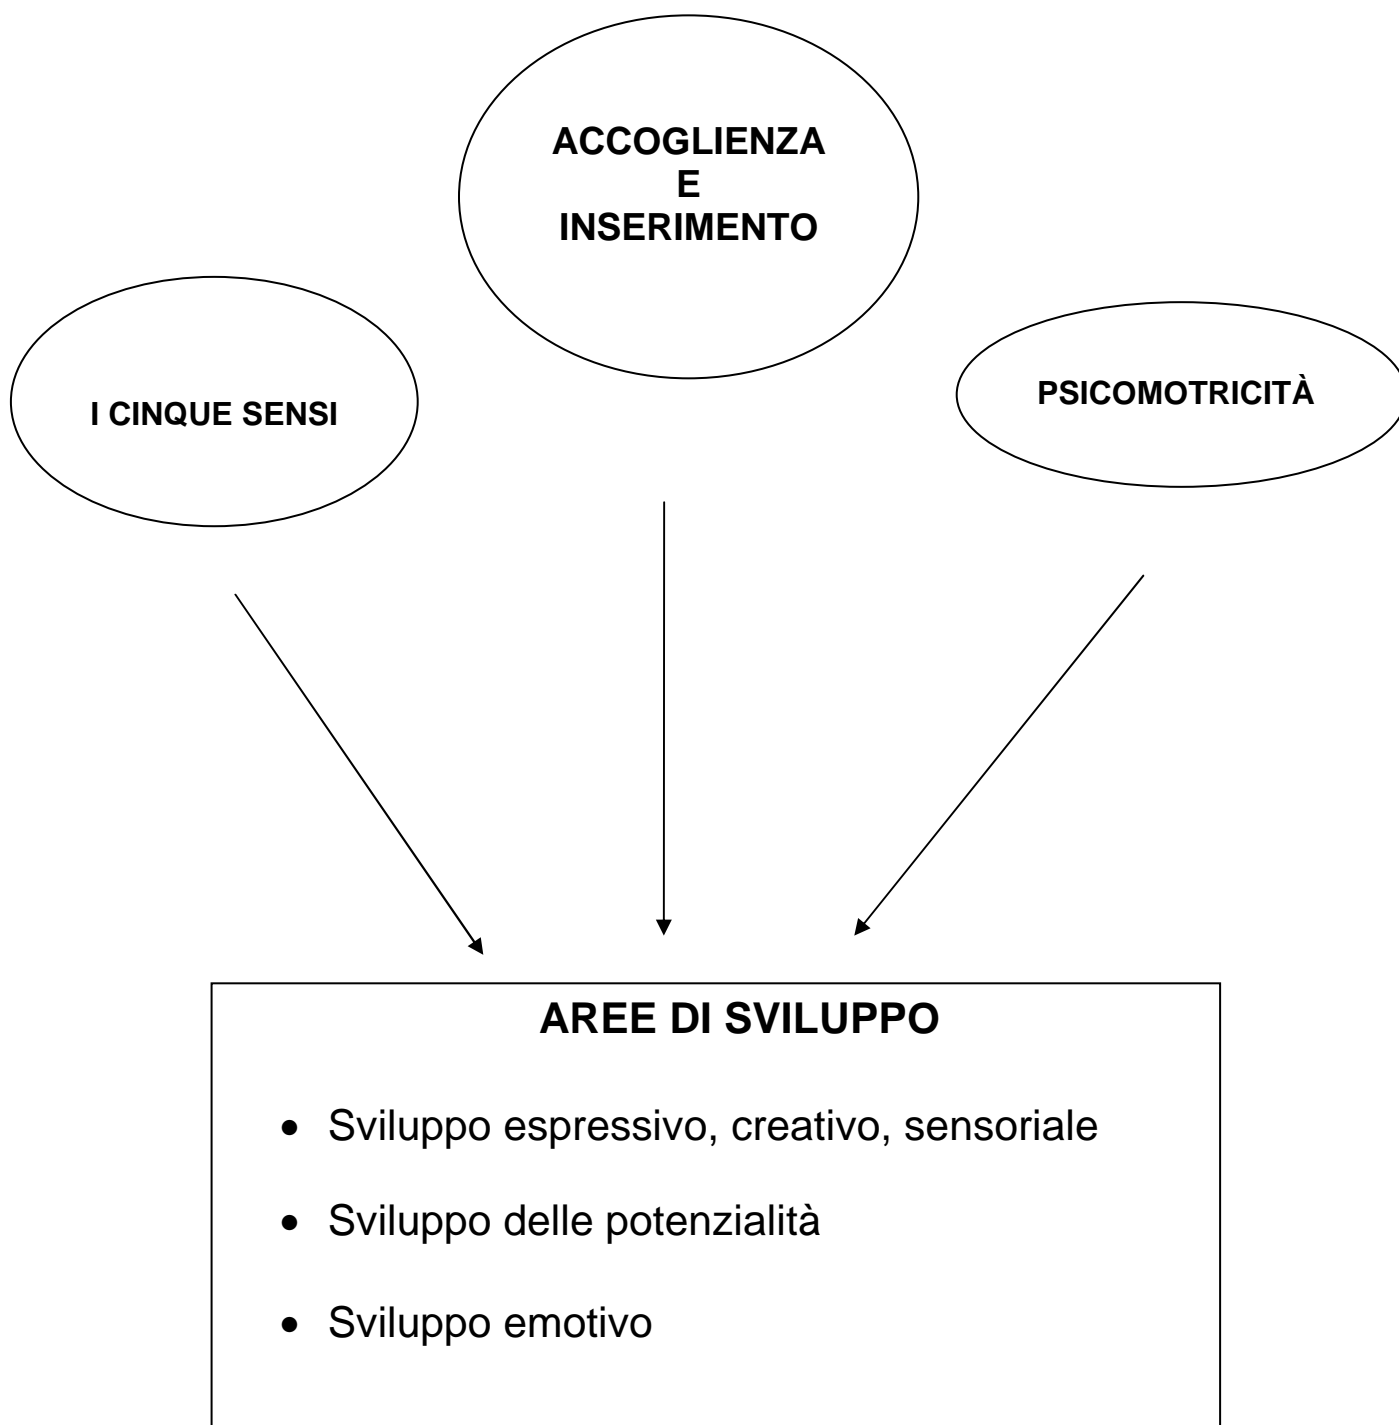 ACCOGLIENZA
E
INSERIMENTO
I CINQUE SENSI
PSICOMOTRICITÀ
AREE DI SVILUPPO
• Sviluppo espressivo, creativo, sensoriale
• Sviluppo delle potenzialità
• Sviluppo emotivo